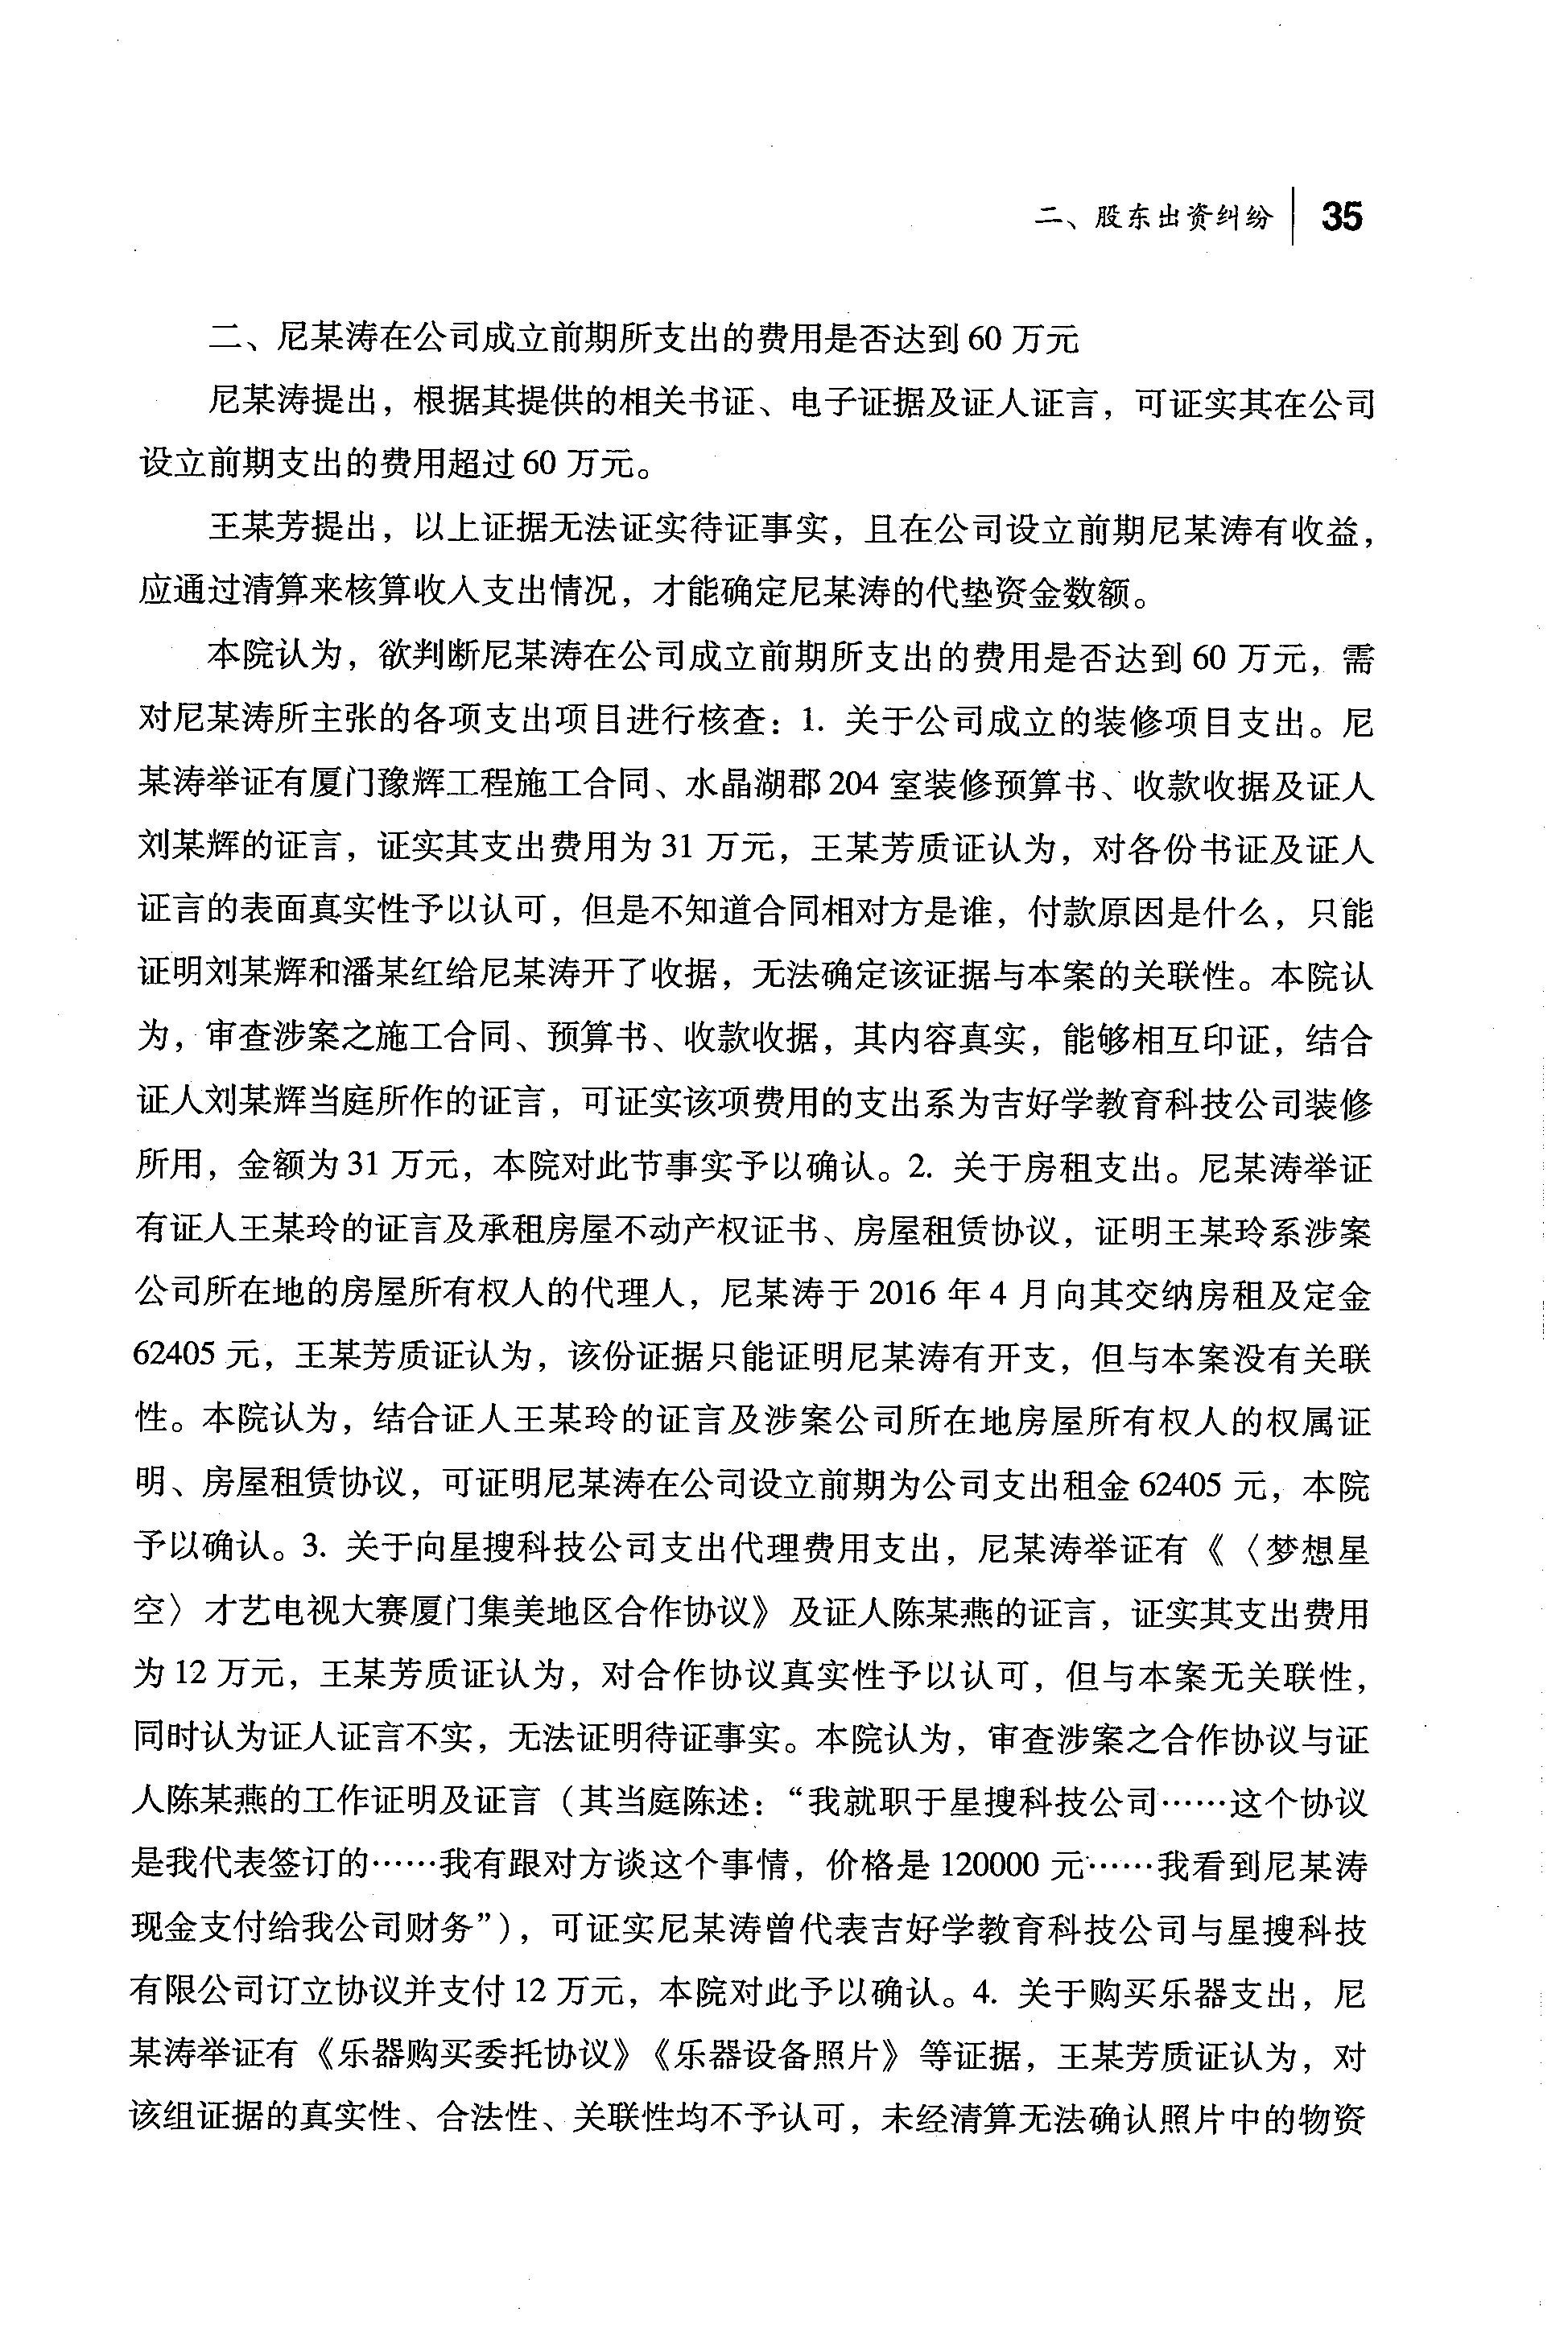 二、股东出资纠纷 35
二、尼某涛在公司成立前期所支出的费用是否达到 60 万元
尼某涛提出，根据其提供的相关书证、电子证据及证人证言，可证实其在公司
设立前期支出的费用超过 60 万元。
王某芳提出，以上证据无法证实待证事实，且在公司设立前期尼某涛有收益，
应通过清算来核算收入支出情况，才能确定尼某涛的代垫资金数额。
本院认为，欲判断尼某涛在公司成立前期所支出的费用是否达到 60 万元，需
对尼某涛所主张的各项支出项目进行核查：1. 关于公司成立的装修项目支出。尼
某涛举证有厦门豫辉工程施工合同、水晶湖郡 204 室装修预算书、收款收据及证人
刘某辉的证言，证实其支出费用为 31 万元，王某芳质证认为，对各份书证及证人
证言的表面真实性予以认可，但是不知道合同相对方是谁，付款原因是什么，只能
证明刘某辉和潘某红给尼某涛开了收据，无法确定该证据与本案的关联性。本院认
为，审查涉案之施工合同、预算书、收款收据，其内容真实，能够相互印证，结合
证人刘某辉当庭所作的证言，可证实该项费用的支出系为吉好学教育科技公司装修
所用，金额为 31 万元，本院对此节事实予以确认。2. 关于房租支出。尼某涛举证
有证人王某玲的证言及承租房屋不动产权证书、房屋租赁协议，证明王某玲系涉案
公司所在地的房屋所有权人的代理人，尼某涛于 2016 年 4 月向其交纳房租及定金
62405 元，王某芳质证认为，该份证据只能证明尼某涛有开支，但与本案没有关联
性。本院认为，结合证人王某玲的证言及涉案公司所在地房屋所有权人的权属证
明、房屋租赁协议，可证明尼某涛在公司设立前期为公司支出租金 62405 元，本院
予以确认。3. 关于向星搜科技公司支出代理费用支出，尼某涛举证有《〈梦想星
空〉才艺电视大赛厦门集美地区合作协议》及证人陈某燕的证言，证实其支出费用
为 12 万元，王某芳质证认为，对合作协议真实性予以认可，但与本案无关联性，
同时认为证人证言不实，无法证明待证事实。本院认为，审查涉案之合作协议与证
人陈某燕的工作证明及证言（其当庭陈述：“我就职于星搜科技公司……这个协议
是我代表签订的……我有跟对方谈这个事情，价格是 120000 元……我看到尼某涛
现金支付给我公司财务”），可证实尼某涛曾代表吉好学教育科技公司与星搜科技
有限公司订立协议并支付 12 万元，本院对此予以确认。4. 关于购买乐器支出，尼
某涛举证有《乐器购买委托协议》《乐器设备照片》等证据，王某芳质证认为，对
该组证据的真实性、合法性、关联性均不予认可，未经清算无法确认照片中的物资